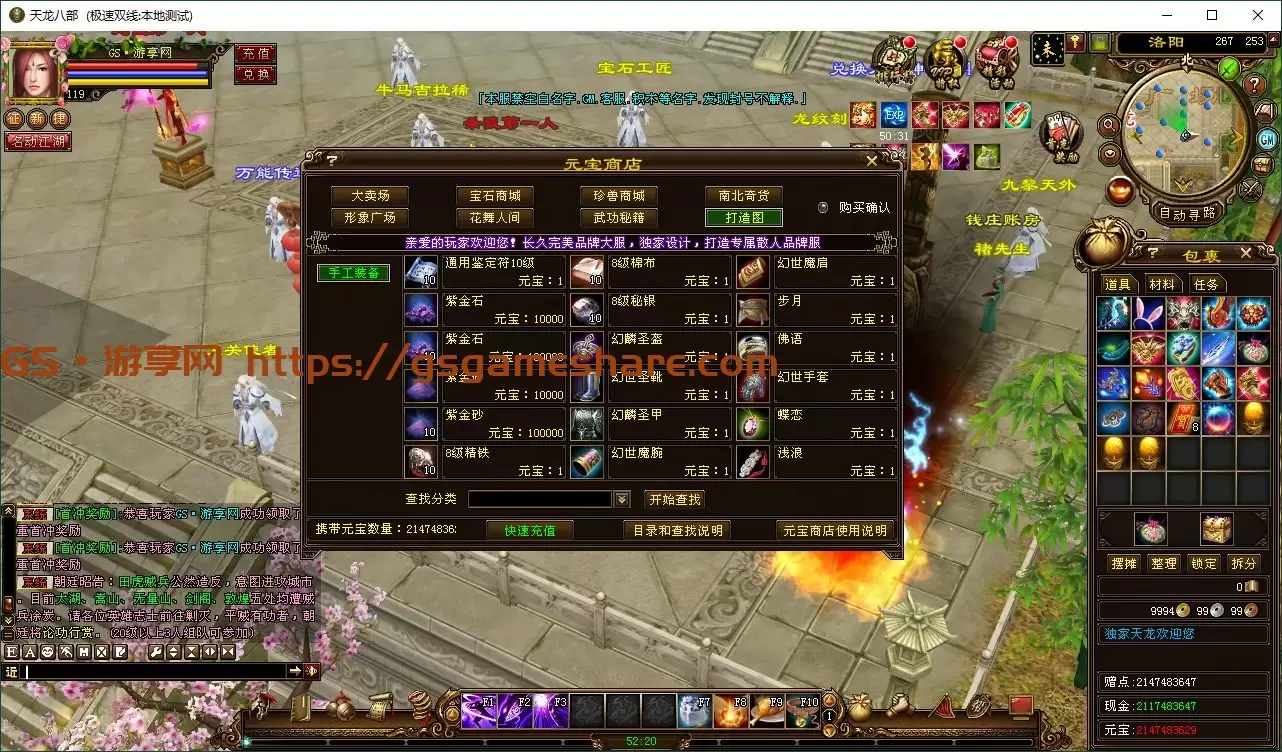 天龙八部 (极速双线:本地测试)
GS·游享网
119
充值
兑换
征
新
捷
名动江湖
宝石工匠
牛马吉拉稀
「本服禁空白名字.GM.客服.积木等名字.发现封号不解释.」
杀戮第一人
龙纹刻
50:31
洛阳
267 253
北
未
EXP
GM
自动寻路
九黎天外
钱庄账房
褚先生
元宝商店
大卖场
宝石商城
珍兽商城
南北奇货
形象广场
花舞人间
武功秘籍
打造图
购买确认
亲爱的玩家欢迎您! 长久完美品牌大服,独家设计,打造专属散人品牌服
手工装备
通用鉴定符10级
元宝:1
10
8级棉布
元宝:1
10
幻世魔肩
元宝:1
紫金石
元宝:10000
8级秘银
元宝:1
10
步月
元宝:1
紫金石
幻麟圣盔
元宝:1
佛语
元宝:1
元宝:10000
幻世圣靴
元宝:1
幻世手套
元宝:1
紫金砂
元宝:100000
10
幻麟圣甲
元宝:1
蝶恋
元宝:1
8级精铁
元宝:1
10
幻世魔腕
元宝:1
浅浪
元宝:1
查找分类
开始查找
携带元宝数量:21474836
快速充值
目录和查找说明
元宝商店使用说明
GS·游享网 https://gsgameshare.com
包裹
道具
材料
任务
8
摆摊
整理
锁定
拆分
0
9994 99 99
独家天龙欢迎您
赠点:2147483647
现金:2117483647
元宝:2147483629
系统 [首冲奖励]:恭喜玩家GS·游享网成功领取了
重首冲奖励
系统 [首冲奖励]:恭喜玩家GS·游享网成功领取了
重首冲奖励
系统 朝廷昭告:田虎贼兵公然造反,意图进攻城市
。目前太湖、嵩山、无量山、剑阁、敦煌五处均遭贼
兵涂炭。请各位英雄志士前往剿灭,平贼有功者,朝
廷将论功行赏。(20级以上3人组队可参加)
近
F1
F2
F3
F7
F8
F9
F10
1
52:20